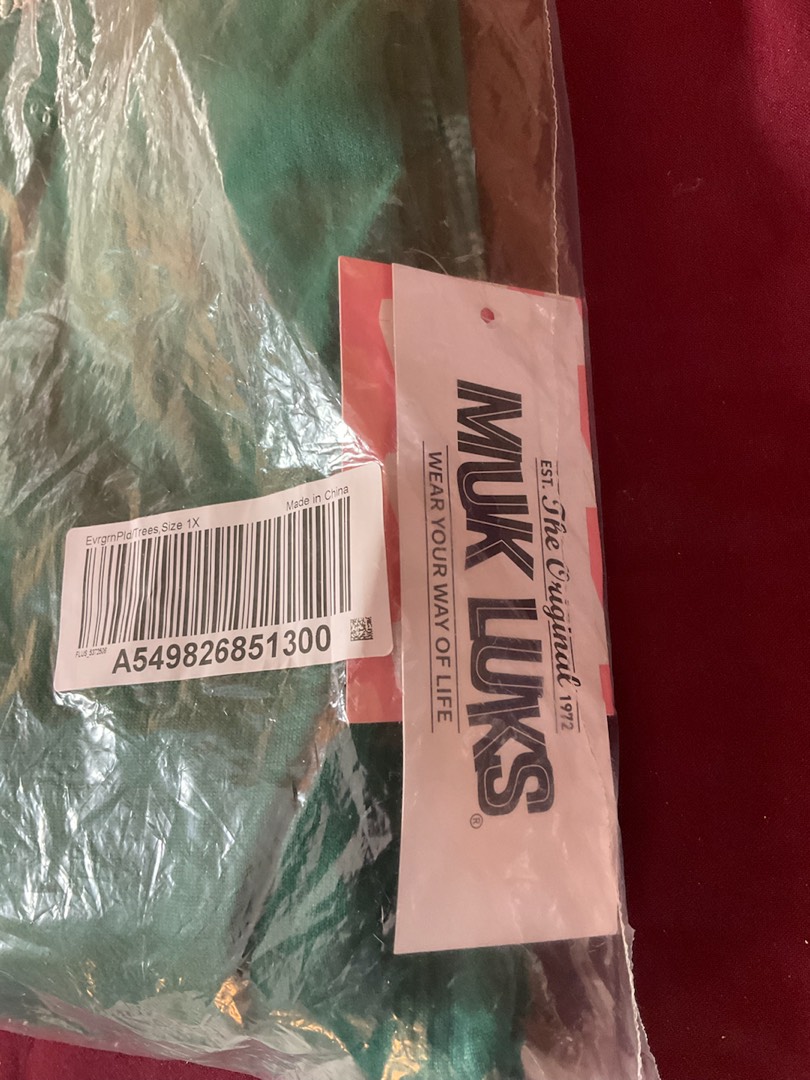 EvrgrnPld/Trees,Size 1X
Made in China
A549826851300
EST. The Original 1972
MUK LUKS®
WEAR YOUR WAY OF LIFE